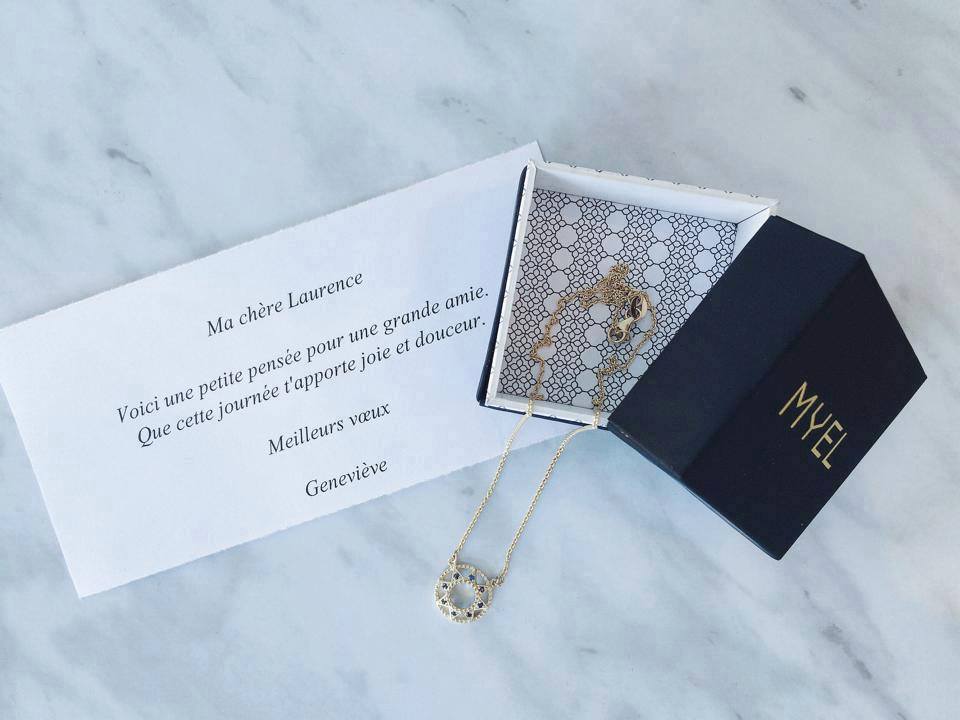 Ma chère Laurence
Voici une petite pensée pour une grande amie.
Que cette journée t'apporte joie et douceur.
Meilleurs vœux
Geneviève
MYEL